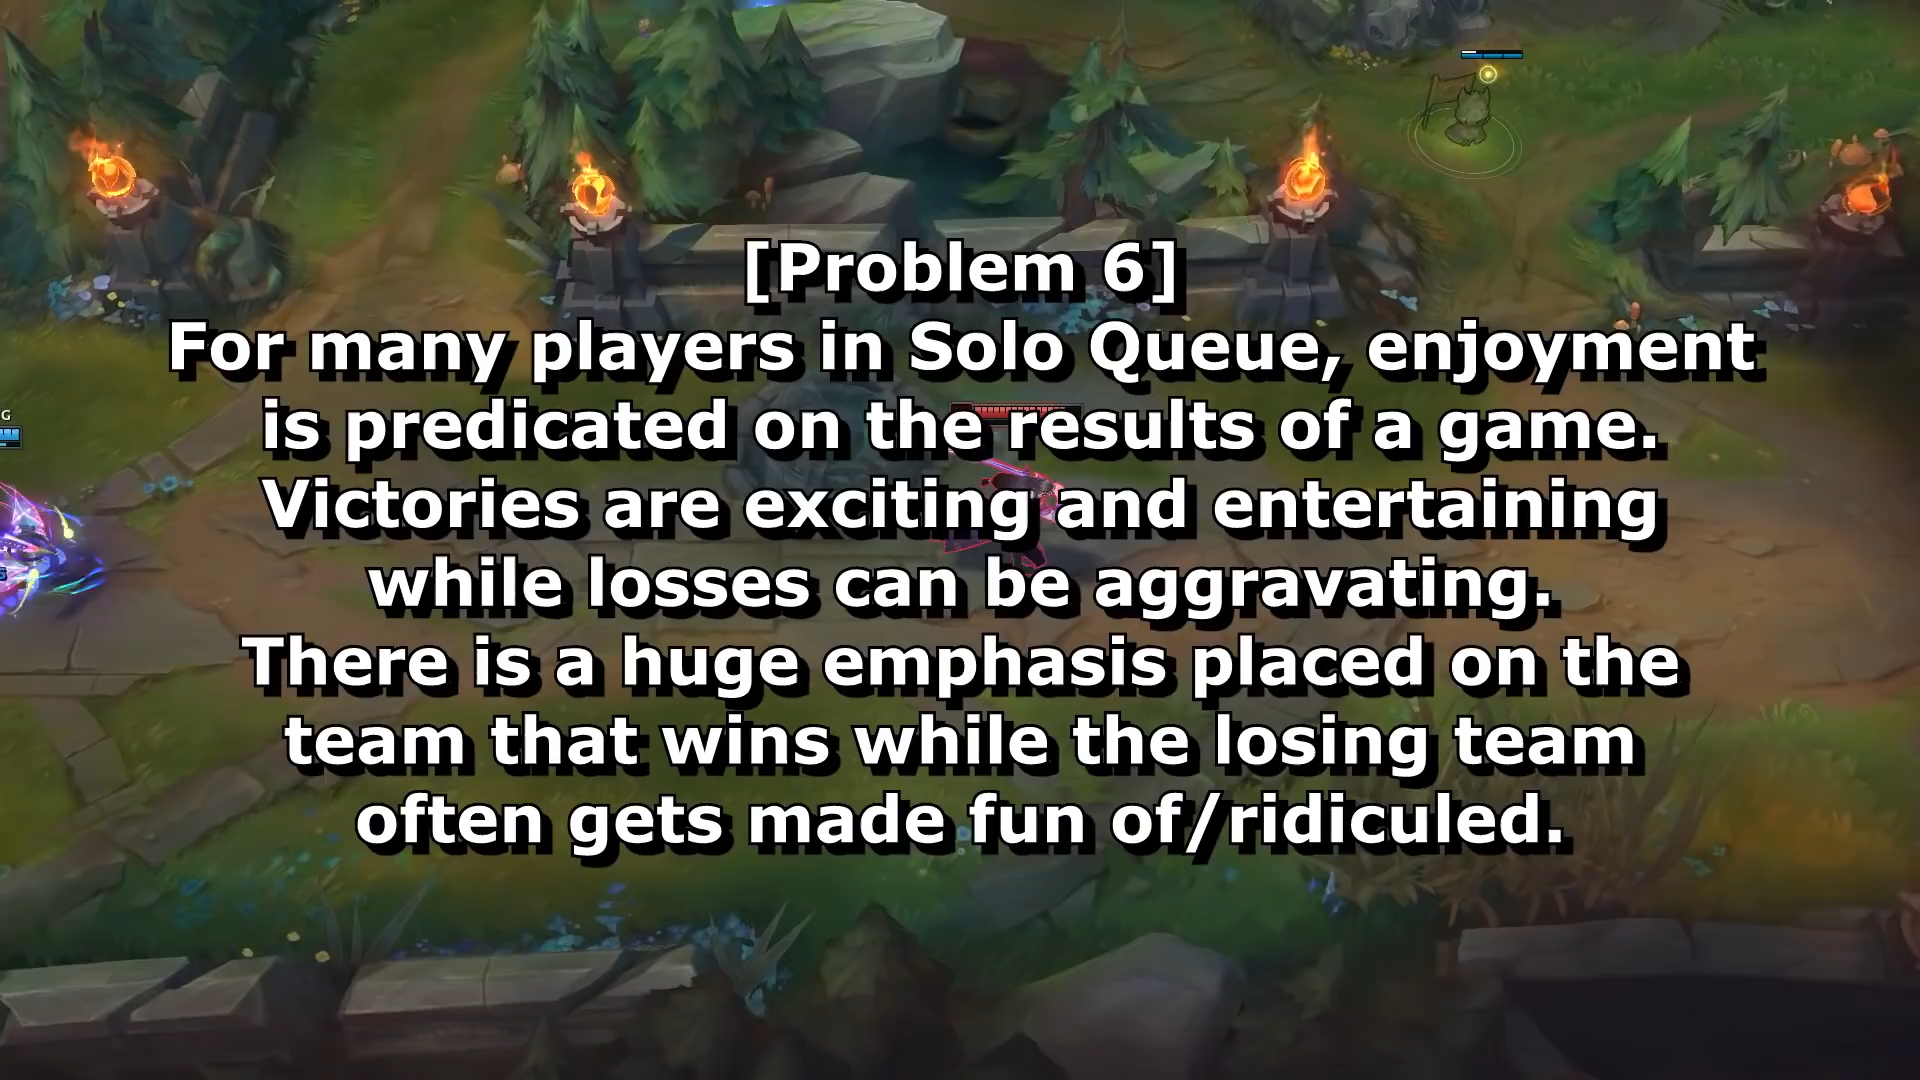 [Problem 6]
For many players in Solo Queue, enjoyment
is predicated on the results of a game.
Victories are exciting and entertaining
while losses can be aggravating.
There is a huge emphasis placed on the
team that wins while the losing team
often gets made fun of/ridiculed.
G